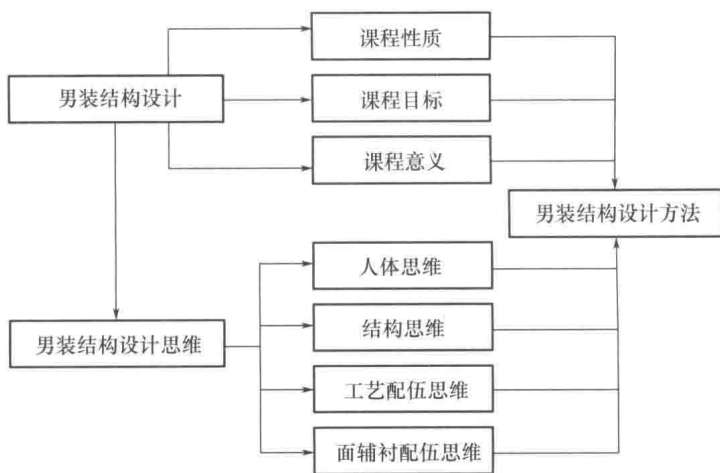 课程性质
男装结构设计
课程目标
课程意义
男装结构设计方法
人体思维
结构思维
男装结构设计思维
工艺配伍思维
面辅衬配伍思维